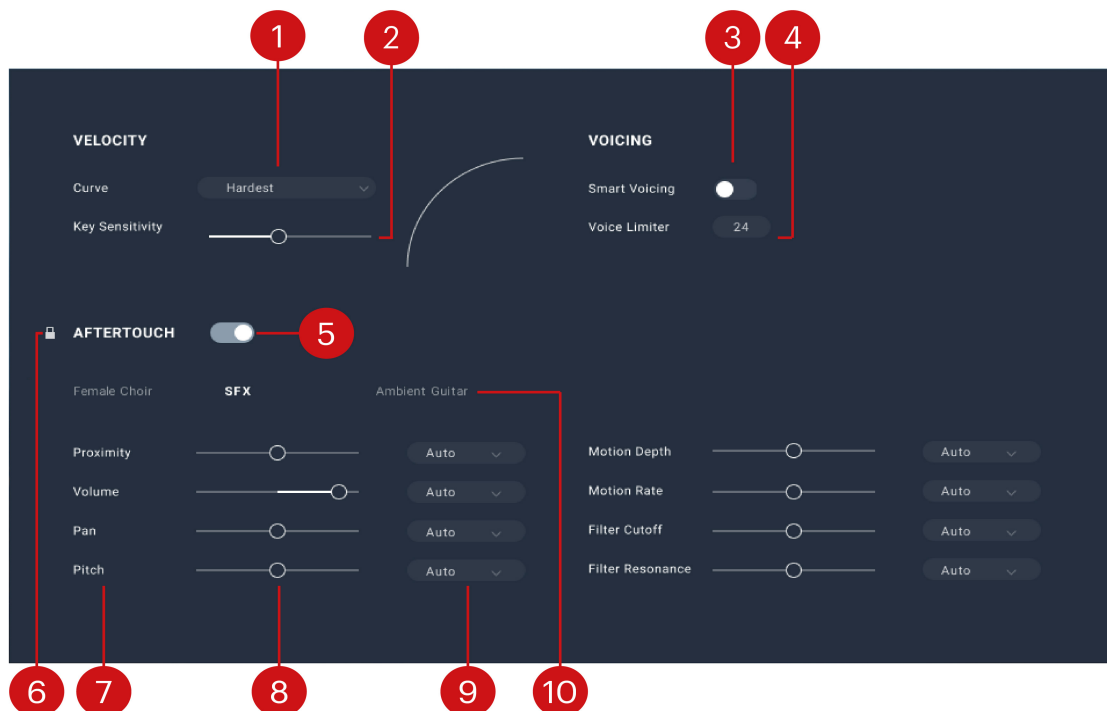 1 2 3 4
VELOCITY
Curve Hardest
Key Sensitivity
VOICING
Smart Voicing
Voice Limiter 24
AFTERTOUCH 5
Female Choir SFX Ambient Guitar
Proximity Auto
Volume Auto
Pan Auto
Pitch Auto
Motion Depth Auto
Motion Rate Auto
Filter Cutoff Auto
Filter Resonance Auto
6 7 8 9 10